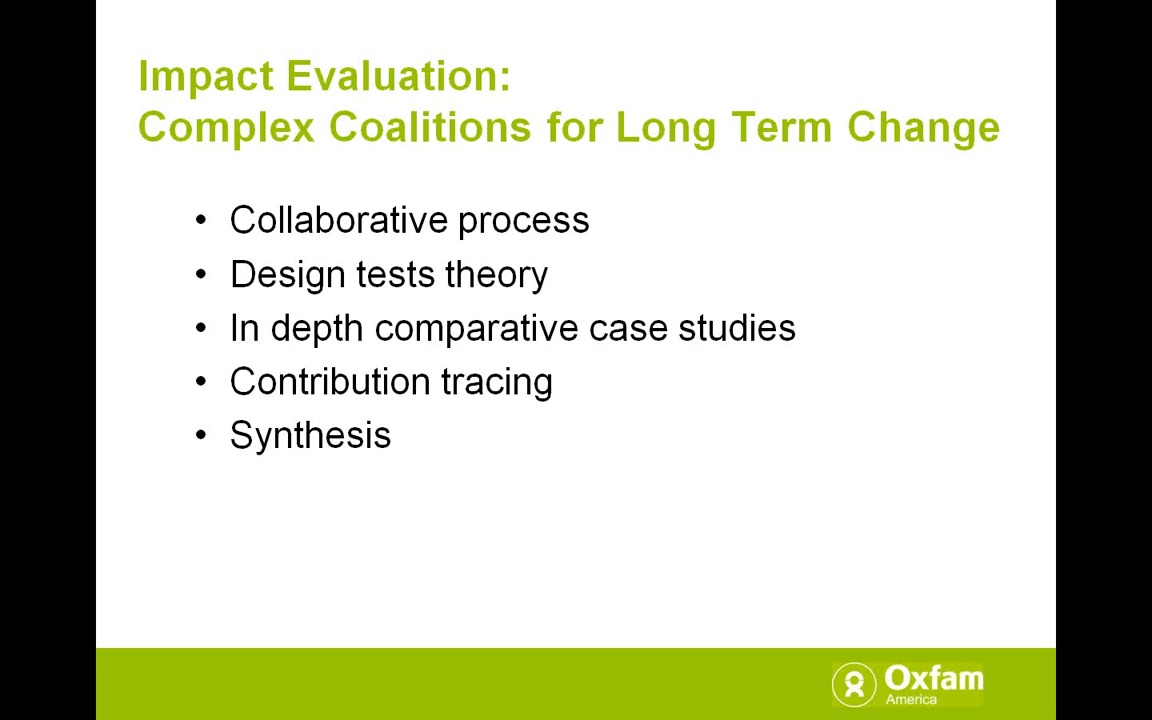 Impact Evaluation:
Complex Coalitions for Long Term Change
• Collaborative process
• Design tests theory
• In depth comparative case studies
• Contribution tracing
• Synthesis
Oxfam
America